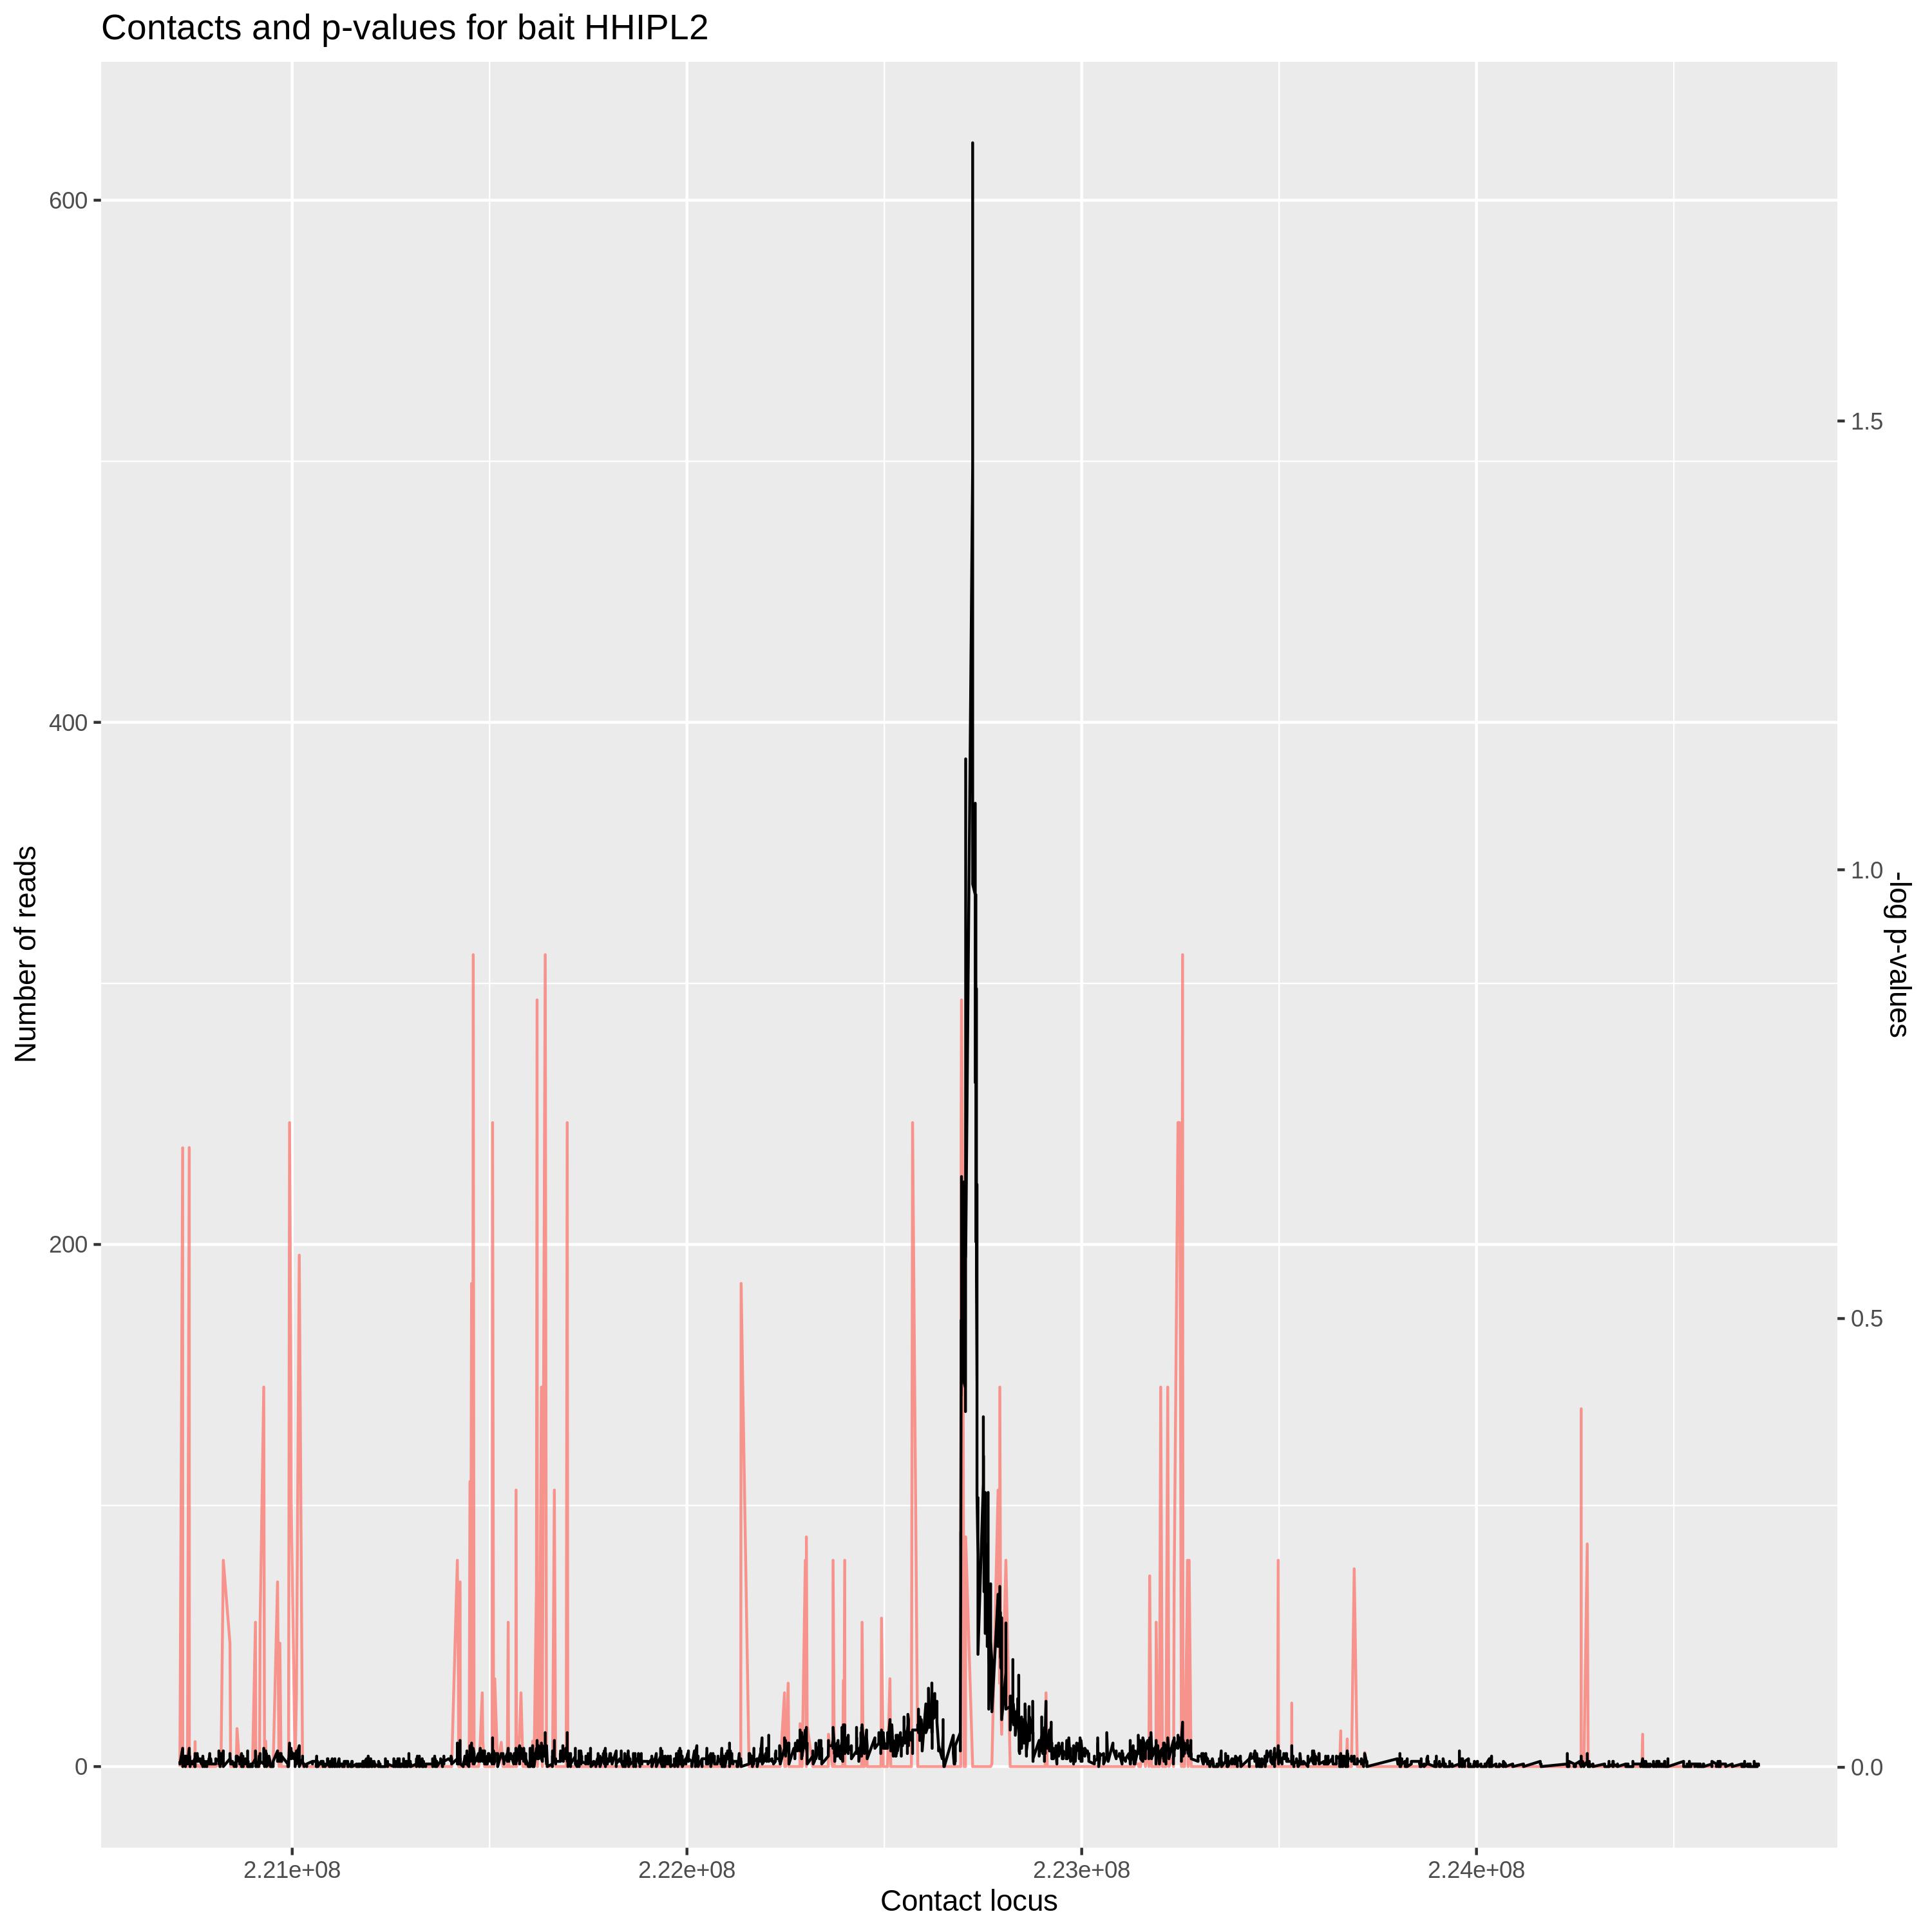 Contacts and p-values for bait HHIPL2
600
400
200
0
Number of reads
1.5
1.0
0.5
0.0
-log p-values
2.21e+08
2.22e+08
2.23e+08
2.24e+08
Contact locus